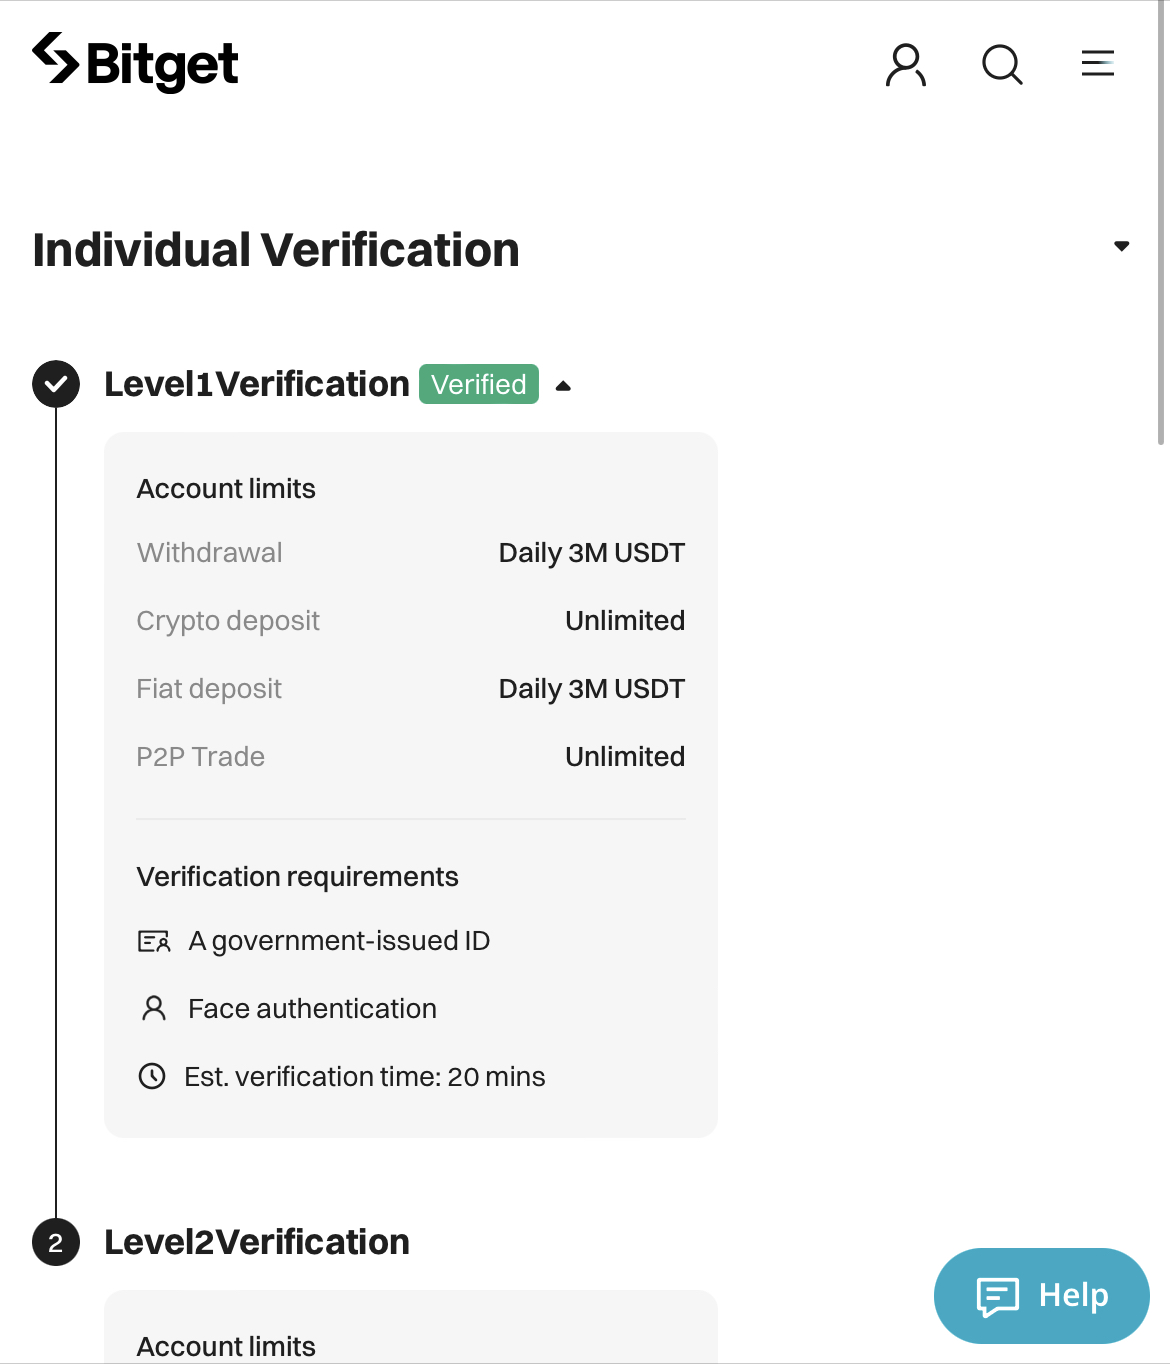 Bitget
Individual Verification
Level1Verification Verified
Account limits
Withdrawal Daily 3M USDT
Crypto deposit Unlimited
Fiat deposit Daily 3M USDT
P2P Trade Unlimited
Verification requirements
A government-issued ID
Face authentication
Est. verification time: 20 mins
2 Level2Verification
Help
Account limits